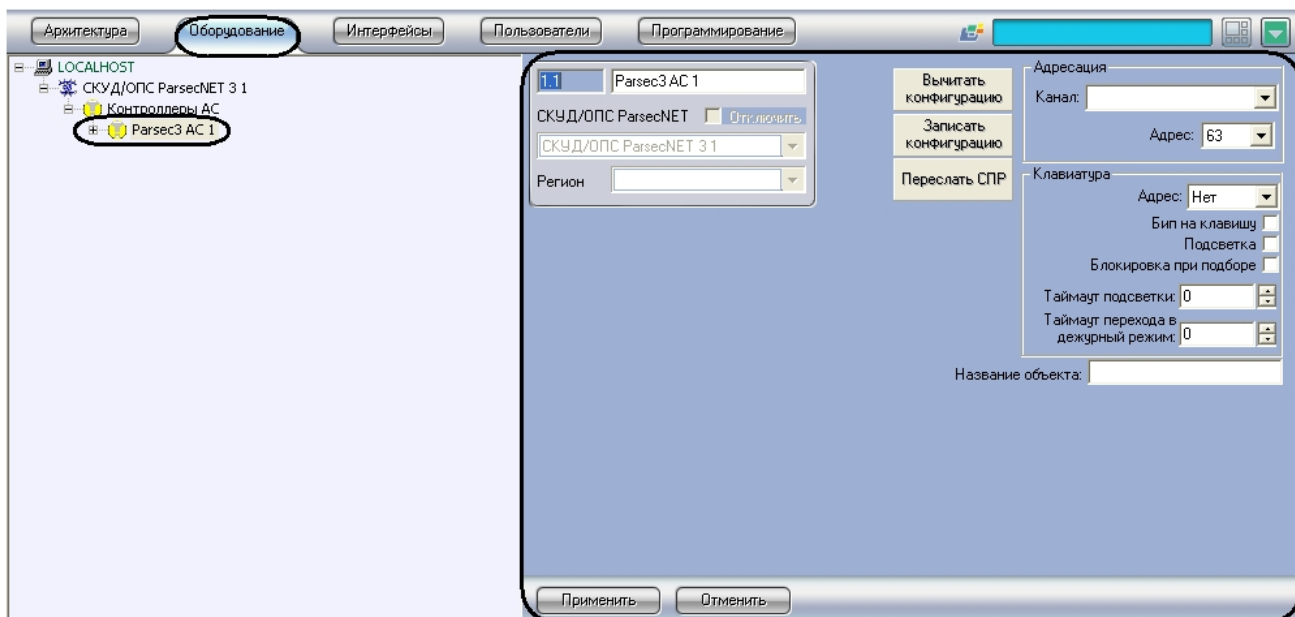 Архитектура Оборудование Интерфейсы Пользователи Программирование
LOCALHOST
СКУД/ОПС ParsecNET 3 1
Контроллеры AC
Parsec3 AC 1
1.1 Parsec3 AC 1
СКУД/ОПС ParsecNET Отключить
СКУД/ОПС ParsecNET 3 1
Регион
Вычитать
конфигурацию
Записать
конфигурацию
Переслать СПР
Адресация
Канал:
Адрес: 63
Клавиатура
Адрес: Нет
Бип на клавишу
Подсветка
Блокировка при подборе
Таймаут подсветки: 0
Таймаут перехода в
дежурный режим: 0
Название объекта:
Применить Отменить